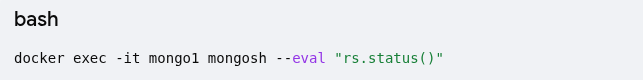 bash
docker exec -it mongo1 mongosh --eval "rs.status()"